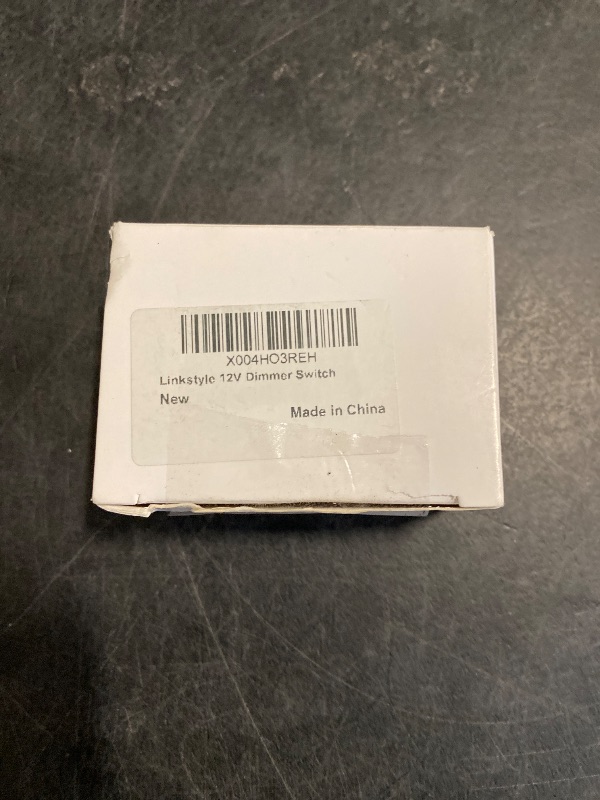 X004HO3REH
Linkstyle 12V Dimmer Switch
New
Made in China